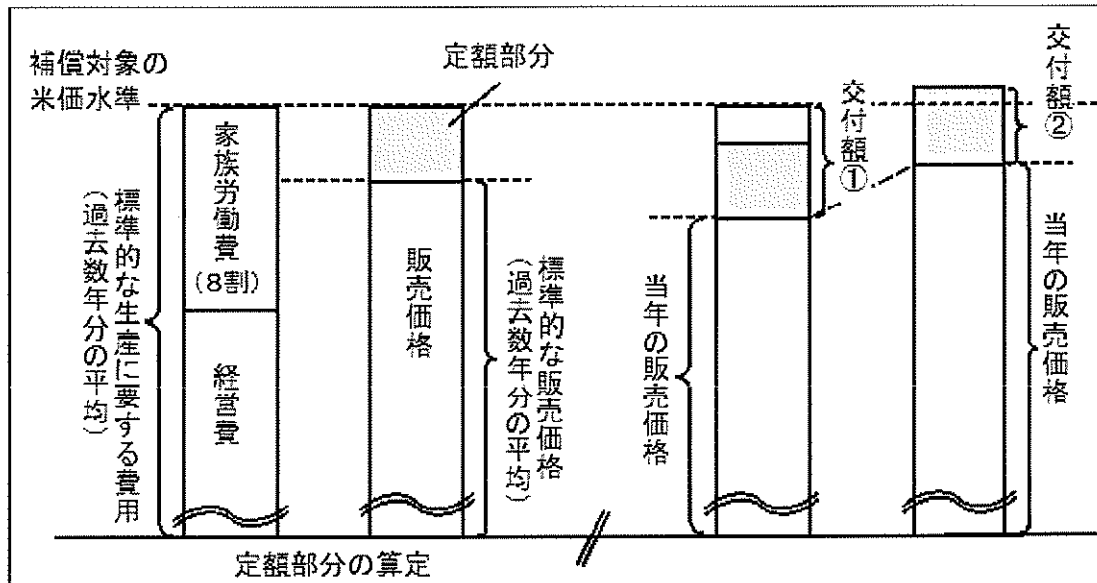 補償対象の
米価水準
定額部分
標準的な生産に要する費用
(過去数年分の平均)
家族労働費
(8割)
経営費
販売価格
標準的な販売価格
(過去数年分の平均)
交付額①
当年の販売価格
交付額②
当年の販売価格
定額部分の算定